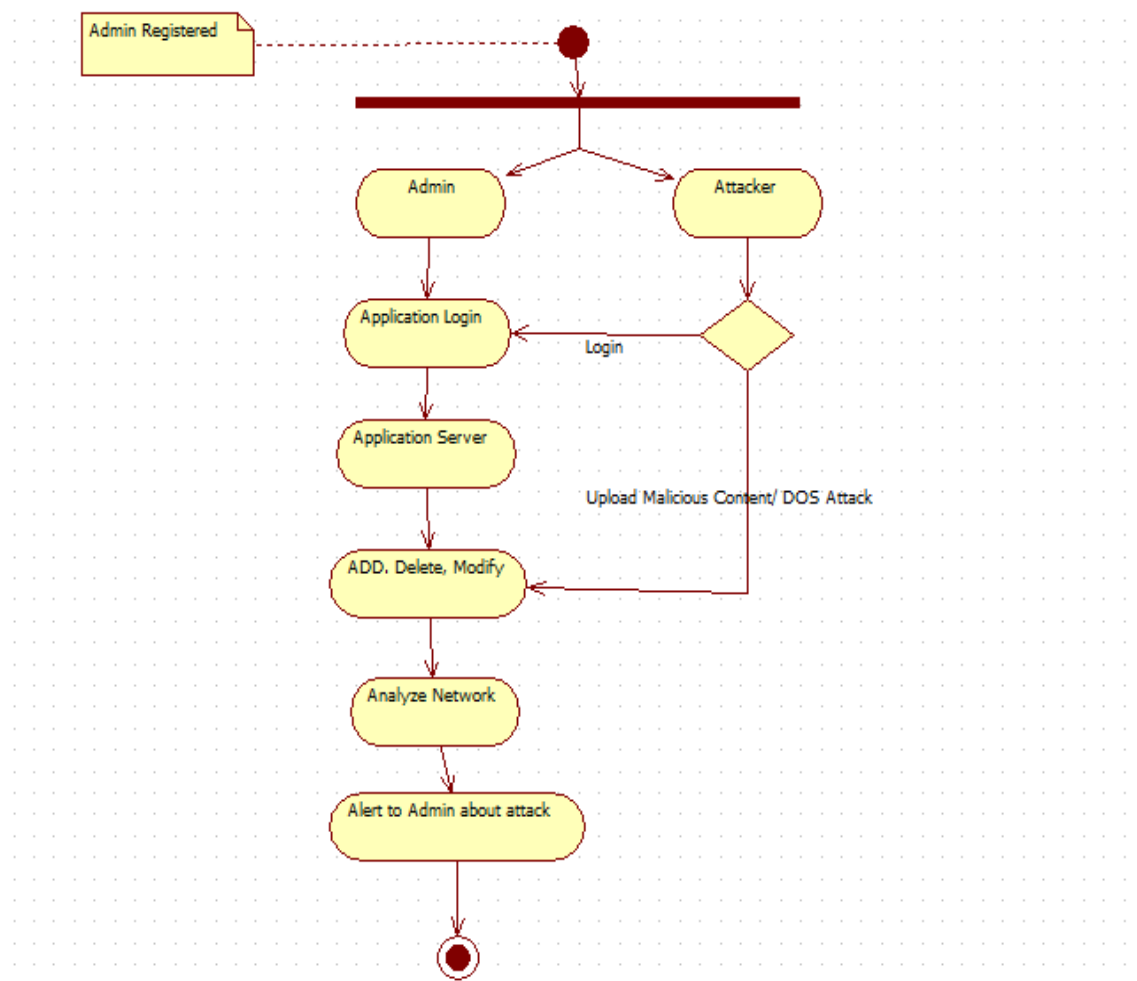 Admin Registered
Admin
Attacker
Application Login
Login
Application Server
Upload Malicious Content/ DOS Attack
ADD. Delete, Modify
Analyze Network
Alert to Admin about attack